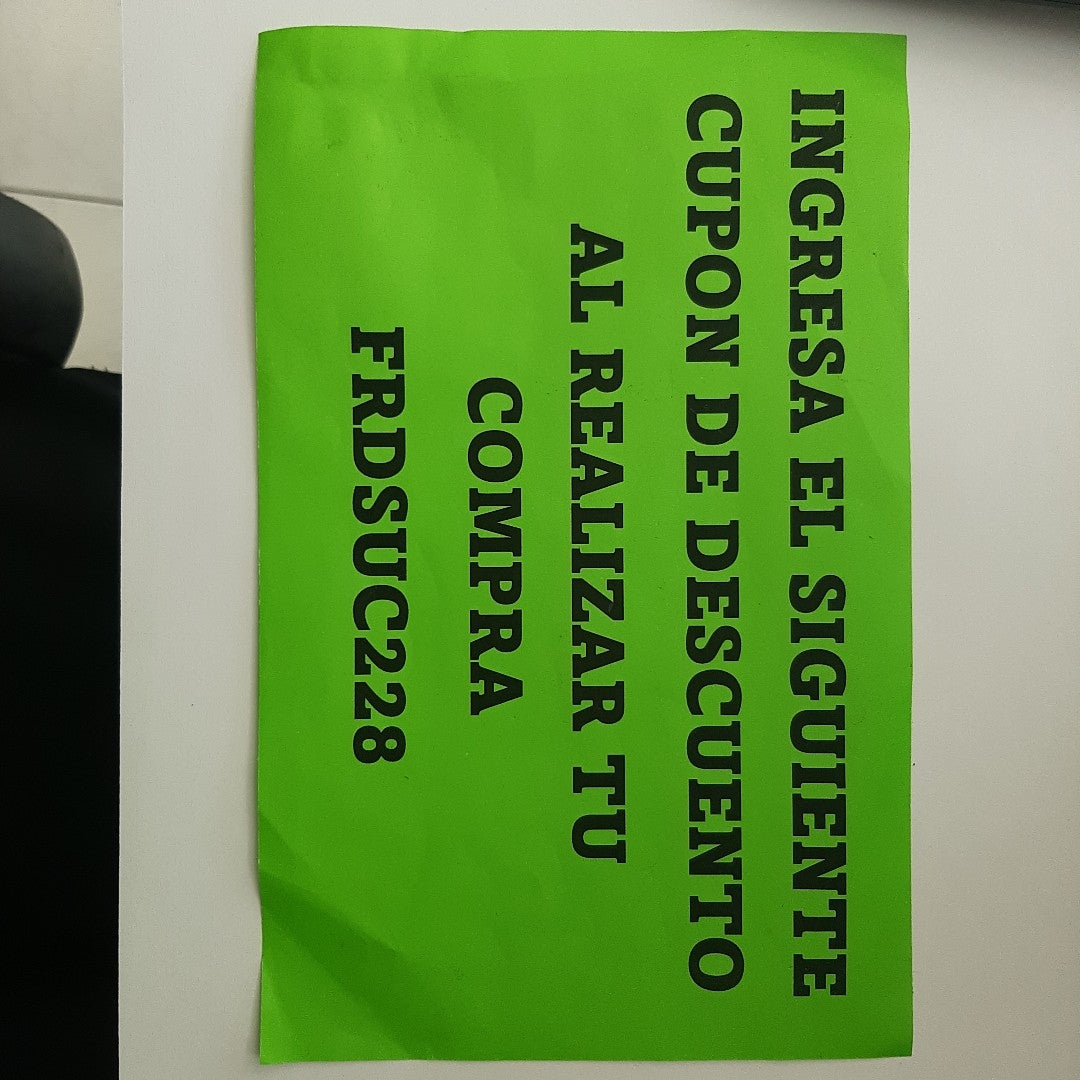 INGRESA EL SIGUIENTE
CUPON DE DESCUENTO
AL REALIZAR TU
COMPRA
FRDSUC228